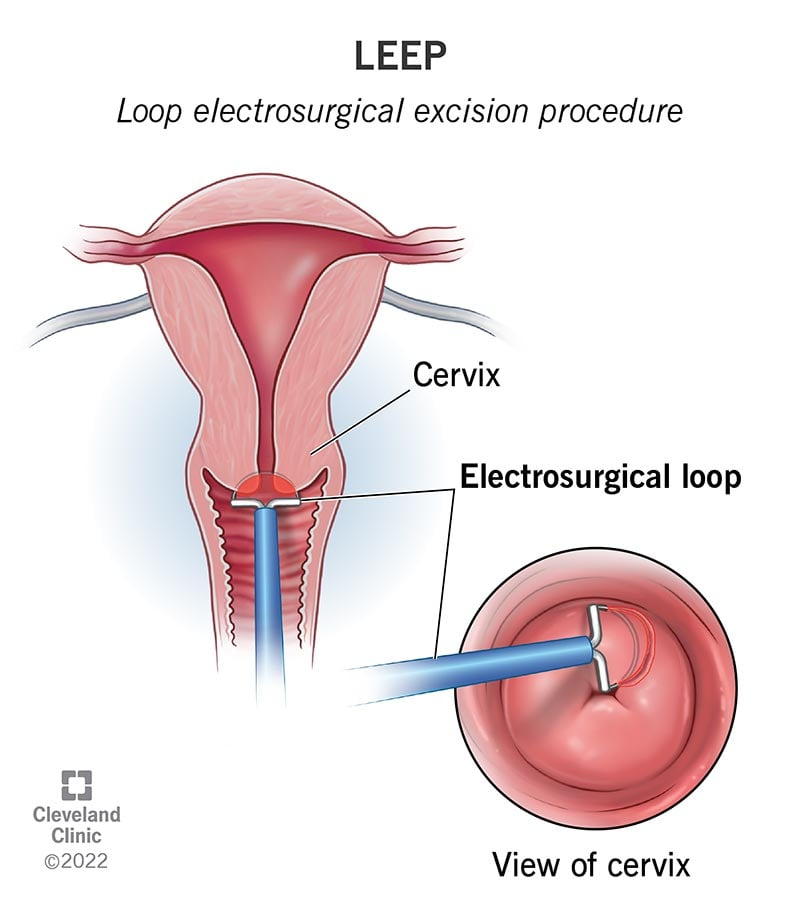 LEEP
Loop electrosurgical excision procedure
Cervix
Electrosurgical loop
Cleveland
Clinic
©2022
View of cervix